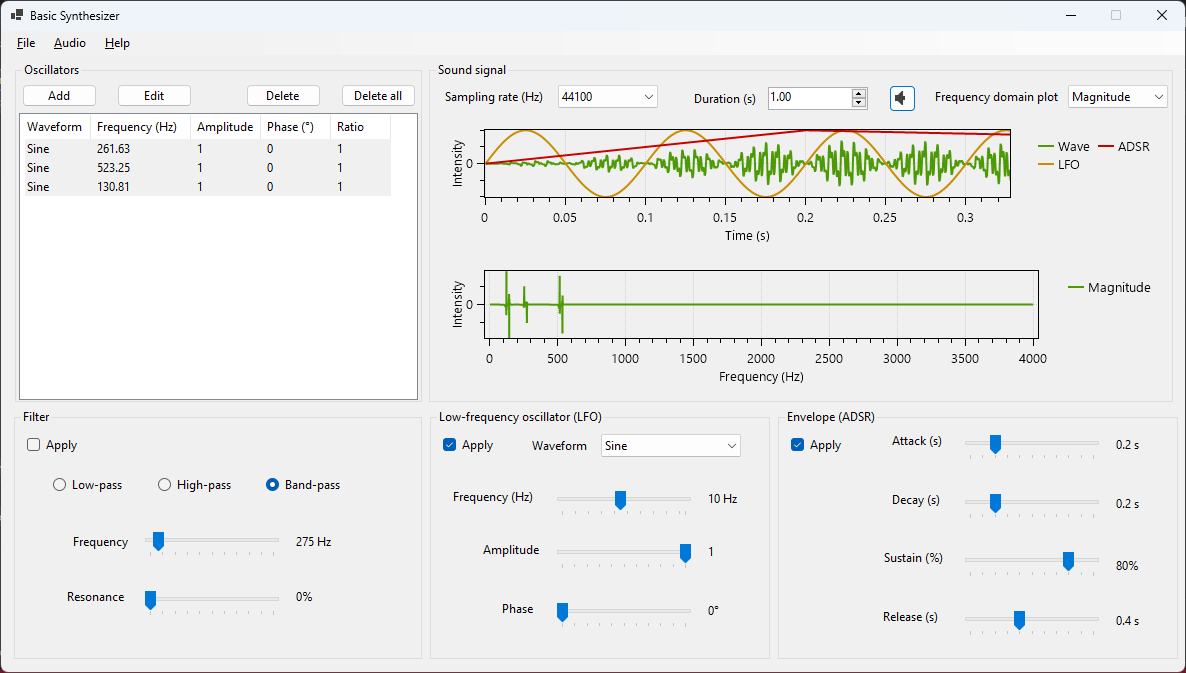 Basic Synthesizer
File Audio Help
Oscillators
Add Edit Delete Delete all
Waveform Frequency (Hz) Amplitude Phase (°) Ratio
Sine 261.63 1 0 1
Sine 523.25 1 0 1
Sine 130.81 1 0 1
Sound signal
Sampling rate (Hz) 44100 Duration (s) 1.00 Frequency domain plot Magnitude
Intensity
0
0 0.05 0.1 0.15 0.2 0.25 0.3
Time (s)
Wave ADSR
LFO
Intensity
0
0 500 1000 1500 2000 2500 3000 3500 4000
Frequency (Hz)
Magnitude
Filter
Apply
Low-pass High-pass Band-pass
Frequency 275 Hz
Resonance 0%
Low-frequency oscillator (LFO)
Apply Waveform Sine
Frequency (Hz) 10 Hz
Amplitude 1
Phase 0°
Envelope (ADSR)
Apply Attack (s) 0.2 s
Decay (s) 0.2 s
Sustain (%) 80%
Release (s) 0.4 s